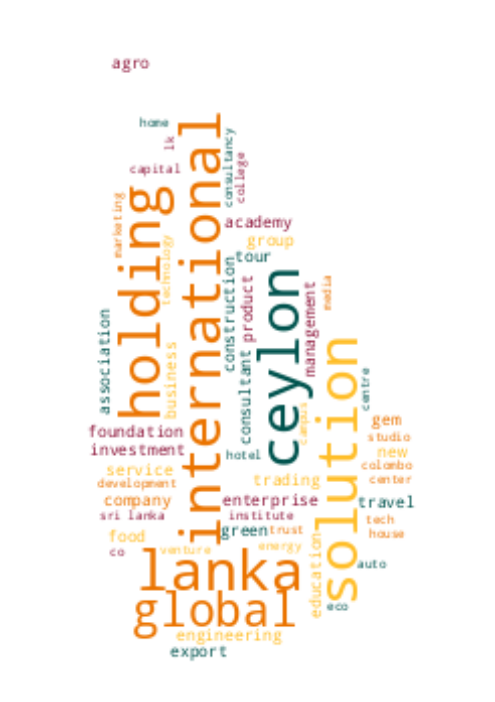 agro
home
lk
consultancy
college
capital
international
holding
marketing
academy
group
technology
tour
construction
product
ceylon
management
media
association
business
consultant
solution
centre
campus
foundation
investment
hotel
gem
studio
new
colombo
center
service
development
trading
company
enterprise
travel
sri lanka
institute
tech
house
green
trust
food
co
venture
energy
education
auto
lanka
global
eco
engineering
export